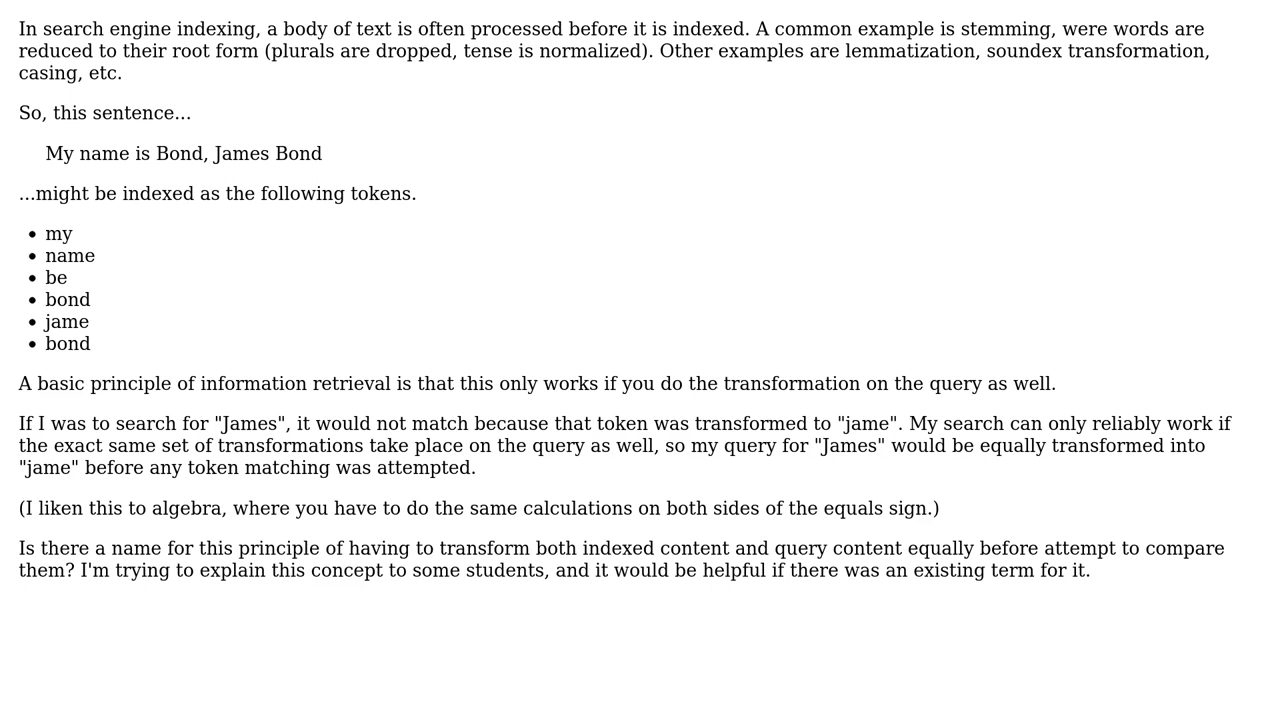 In search engine indexing, a body of text is often processed before it is indexed. A common example is stemming, were words are
reduced to their root form (plurals are dropped, tense is normalized). Other examples are lemmatization, soundex transformation,
casing, etc.
So, this sentence...
My name is Bond, James Bond
...might be indexed as the following tokens.
• my
• name
• be
• bond
• jame
• bond
A basic principle of information retrieval is that this only works if you do the transformation on the query as well.
If I was to search for "James", it would not match because that token was transformed to "jame". My search can only reliably work if
the exact same set of transformations take place on the query as well, so my query for "James" would be equally transformed into
"jame" before any token matching was attempted.
(I liken this to algebra, where you have to do the same calculations on both sides of the equals sign.)
Is there a name for this principle of having to transform both indexed content and query content equally before attempt to compare
them? I'm trying to explain this concept to some students, and it would be helpful if there was an existing term for it.